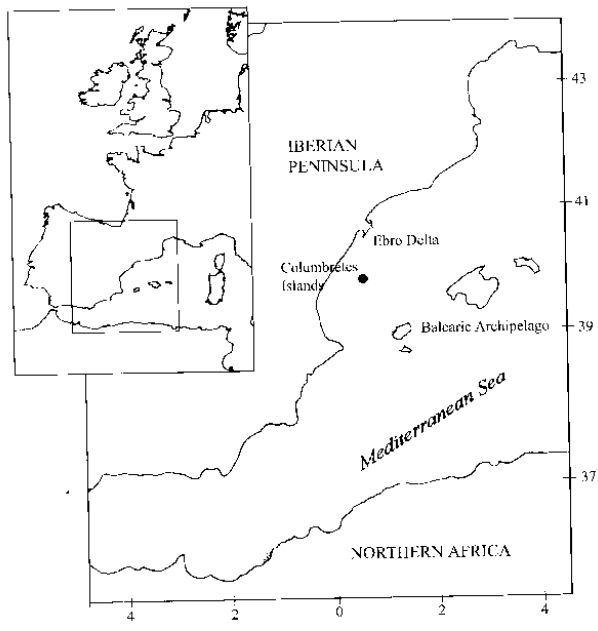 43
IBERIAN
PENINSULA
41
Ebro Delta
Columbretes
Islands
Balearic Archipelago
39
Mediterranean Sea
37
NORTHERN AFRICA
4
2
0
2
4